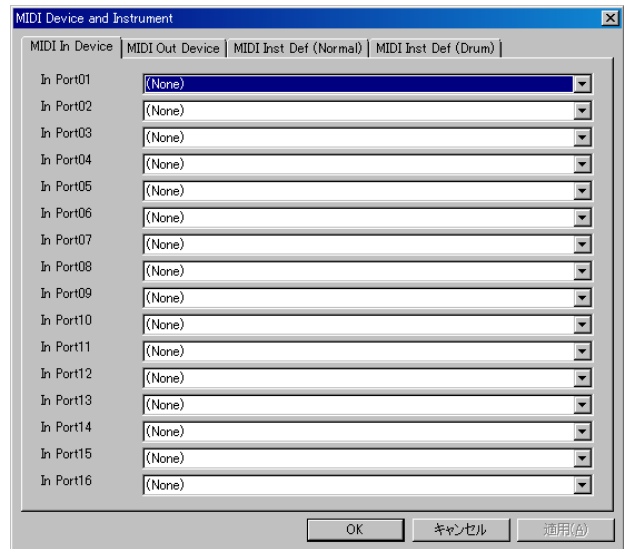 MIDI Device and Instrument
MIDI In Device MIDI Out Device MIDI Inst Def (Normal) MIDI Inst Def (Drum)
In Port01 (None)
In Port02 (None)
In Port03 (None)
In Port04 (None)
In Port05 (None)
In Port06 (None)
In Port07 (None)
In Port08 (None)
In Port09 (None)
In Port10 (None)
In Port11 (None)
In Port12 (None)
In Port13 (None)
In Port14 (None)
In Port15 (None)
In Port16 (None)
OK キャンセル 適用(A)